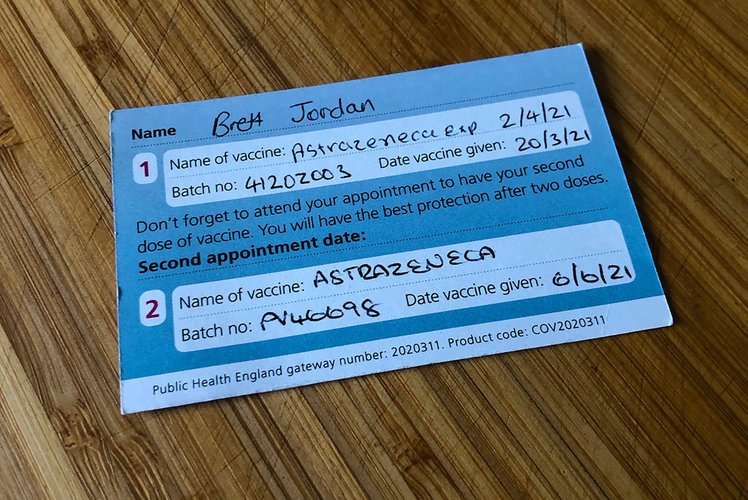 Name Brett Jordan
1 Name of vaccine: Astrazeneca exp 2/4/21
Batch no: 41202003 Date vaccine given: 20/3/21
Don't forget to attend your appointment to have your second
dose of vaccine. You will have the best protection after two doses.
Second appointment date:
2 Name of vaccine: ASTRAZENECA
Batch no: PV46698 Date vaccine given: 6/6/21
Public Health England gateway number: 2020311. Product code: COV2020311